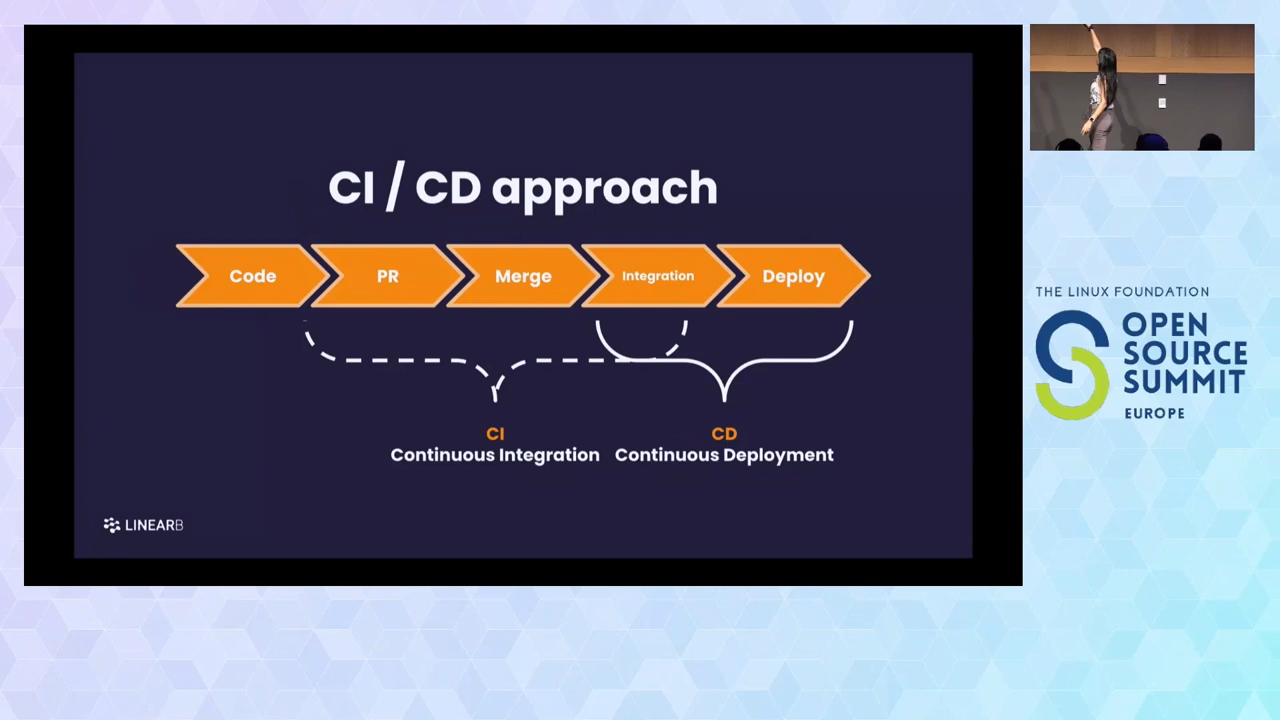 CI / CD approach
Code
PR
Merge
Integration
Deploy
CI
Continuous Integration
CD
Continuous Deployment
LINEARB
THE LINUX FOUNDATION
OPEN
SOURCE
SUMMIT
EUROPE